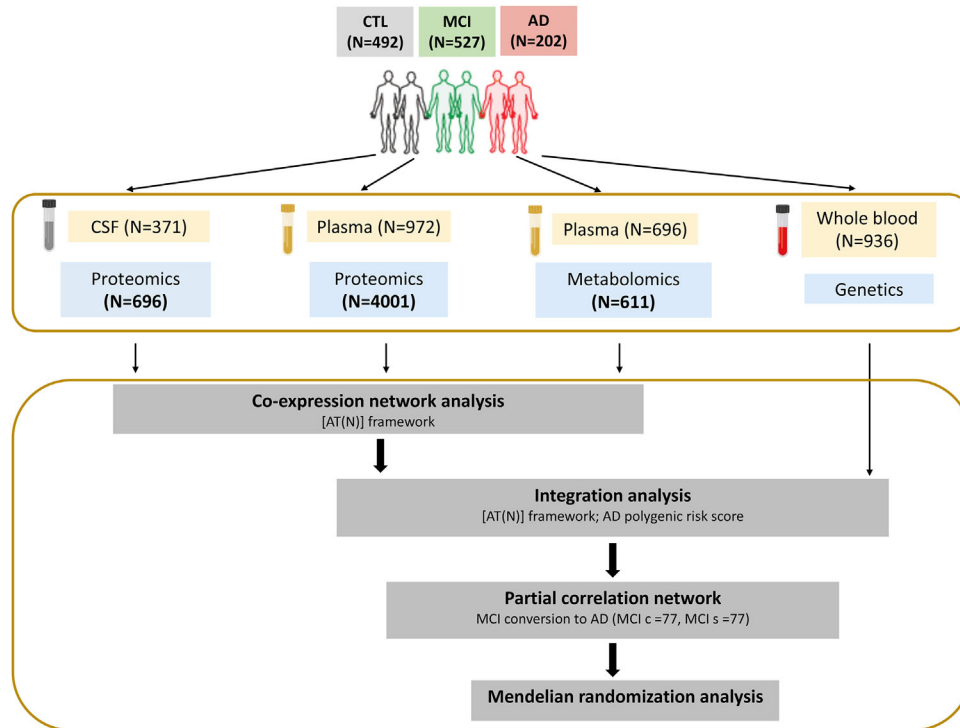 CTL
(N=492)
MCI
(N=527)
AD
(N=202)
CSF (N=371)
Plasma (N=972)
Plasma (N=696)
Whole blood
(N=936)
Proteomics
(N=696)
Proteomics
(N=4001)
Metabolomics
(N=611)
Genetics
Co-expression network analysis
[AT(N)] framework
Integration analysis
[AT(N)] framework; AD polygenic risk score
Partial correlation network
MCI conversion to AD (MCI c =77, MCI s =77)
Mendelian randomization analysis